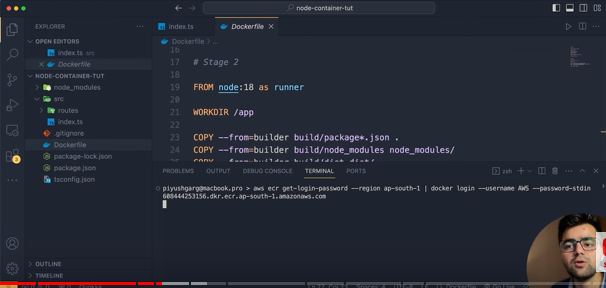 node-container-tut
EXPLORER
index.ts
Dockerfile
OPEN EDITORS
index.ts src
Dockerfile
NODE-CONTAINER-TUT
node_modules
src
routes
index.ts
.gitignore
Dockerfile
package-lock.json
package.json
tsconfig.json
OUTLINE
TIMELINE
Dockerfile > ...
16
17 # Stage 2
18
19 FROM node:18 as runner
20
21 WORKDIR /app
22
23 COPY --from=builder build/package*.json .
24 COPY --from=builder build/node_modules node_modules/
25 COPY --from=builder build/dist dist/
PROBLEMS OUTPUT DEBUG CONSOLE TERMINAL PORTS
zsh
piyushgarg@macbook.pro > aws ecr get-login-password --region ap-south-1 | docker login --username AWS --password-stdin
608444253156.dkr.ecr.ap-south-1.amazonaws.com